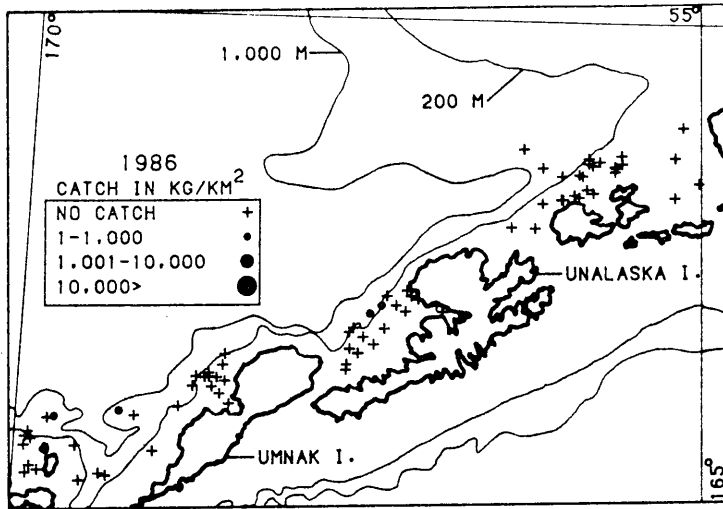 170°
55°
1.000 M
200 M
1986
CATCH IN KG/KM²
NO CATCH +
1-1.000
1.001-10.000
10.000>
UNALASKA I.
UMNAK I.
165°